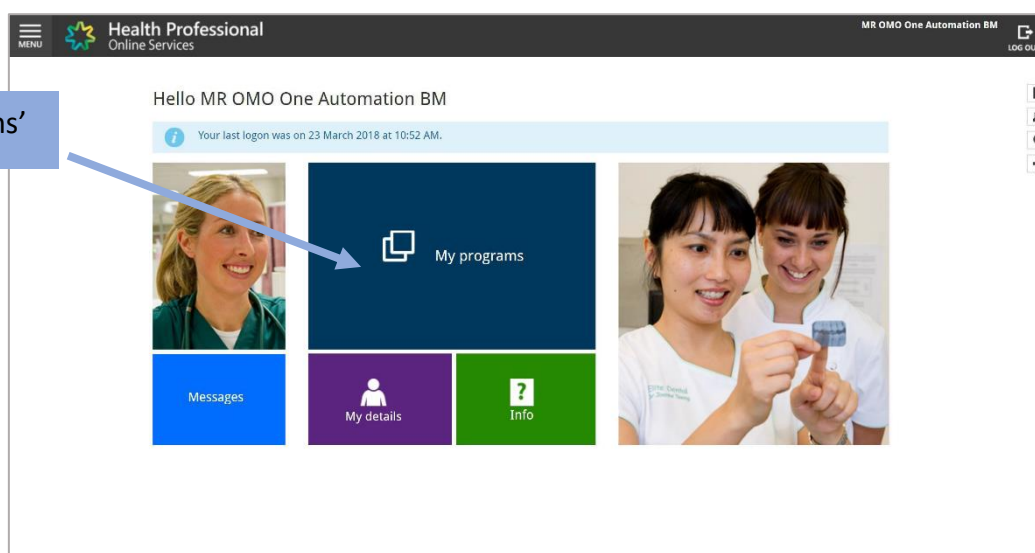 MENU
Health Professional
Online Services
MR OMO One Automation BM
LOG OU
ns’
Hello MR OMO One Automation BM
i
Your last logon was on 23 March 2018 at 10:52 AM.
My programs
Messages
My details
?
Info